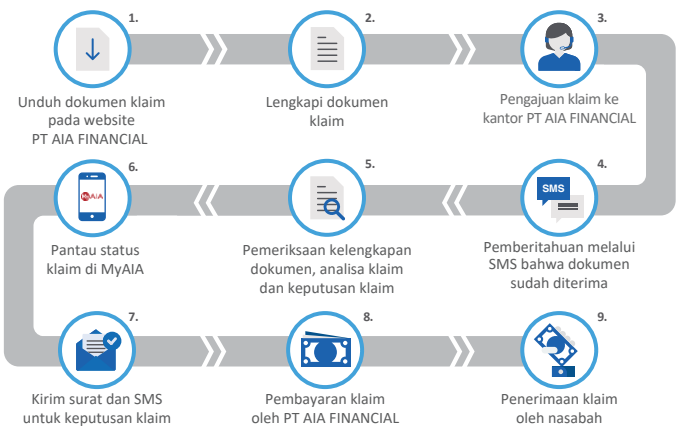 1.
Unduh dokumen klaim
pada website
PT AIA FINANCIAL
2.
Lengkapi dokumen
klaim
3.
Pengajuan klaim ke
kantor PT AIA FINANCIAL
4.
SMS
Pemberitahuan melalui
SMS bahwa dokumen
sudah diterima
5.
Pemeriksaan kelengkapan
dokumen, analisa klaim
dan keputusan klaim
6.
MyAIA
Pantau status
klaim di MyAIA
7.
Kirim surat dan SMS
untuk keputusan klaim
8.
Pembayaran klaim
oleh PT AIA FINANCIAL
9.
Penerimaan klaim
oleh nasabah